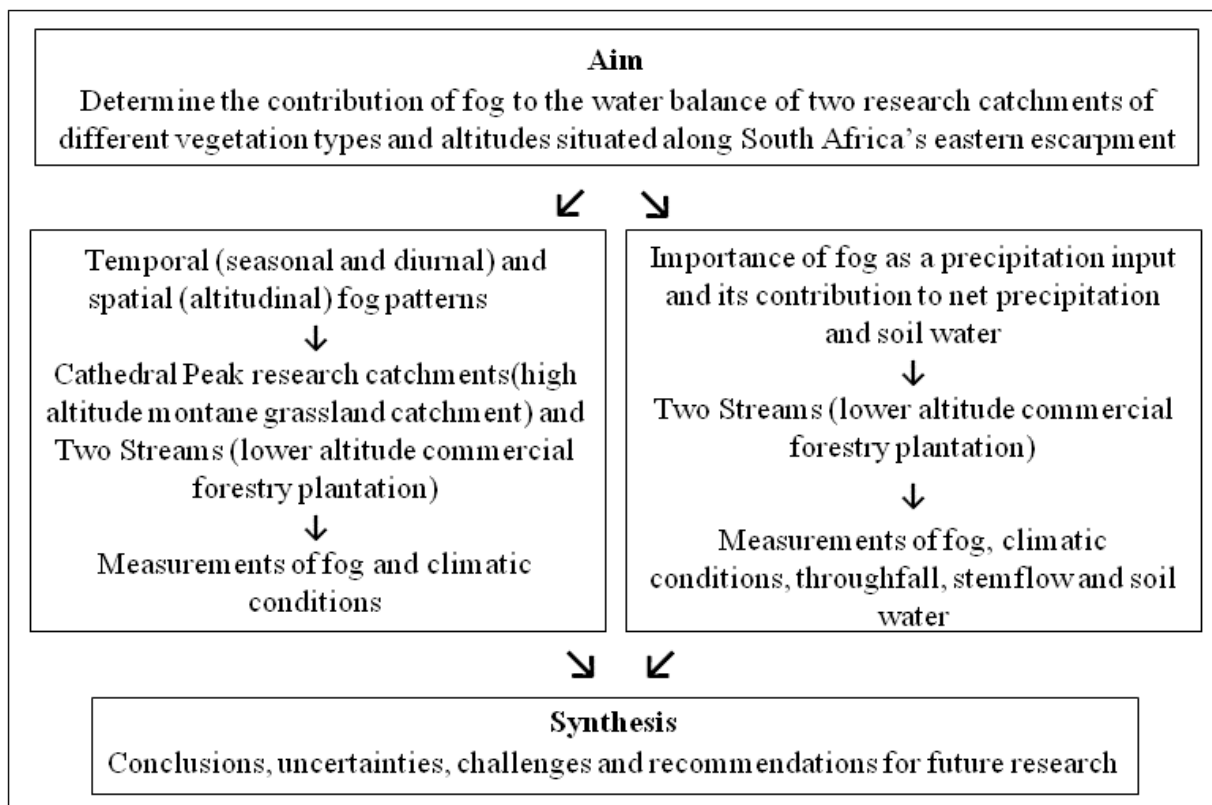 Aim
Determine the contribution of fog to the water balance of two research catchments of
different vegetation types and altitudes situated along South Africa's eastern escarpment
Temporal (seasonal and diurnal) and
spatial (altitudinal) fog patterns
Cathedral Peak research catchments(high
altitude montane grassland catchment) and
Two Streams (lower altitude commercial
forestry plantation)
Measurements of fog and climatic
conditions
Importance of fog as a precipitation input
and its contribution to net precipitation
and soil water
Two Streams (lower altitude commercial
forestry plantation)
Measurements of fog, climatic
conditions, throughfall, stemflow and soil
water
Synthesis
Conclusions, uncertainties, challenges and recommendations for future research